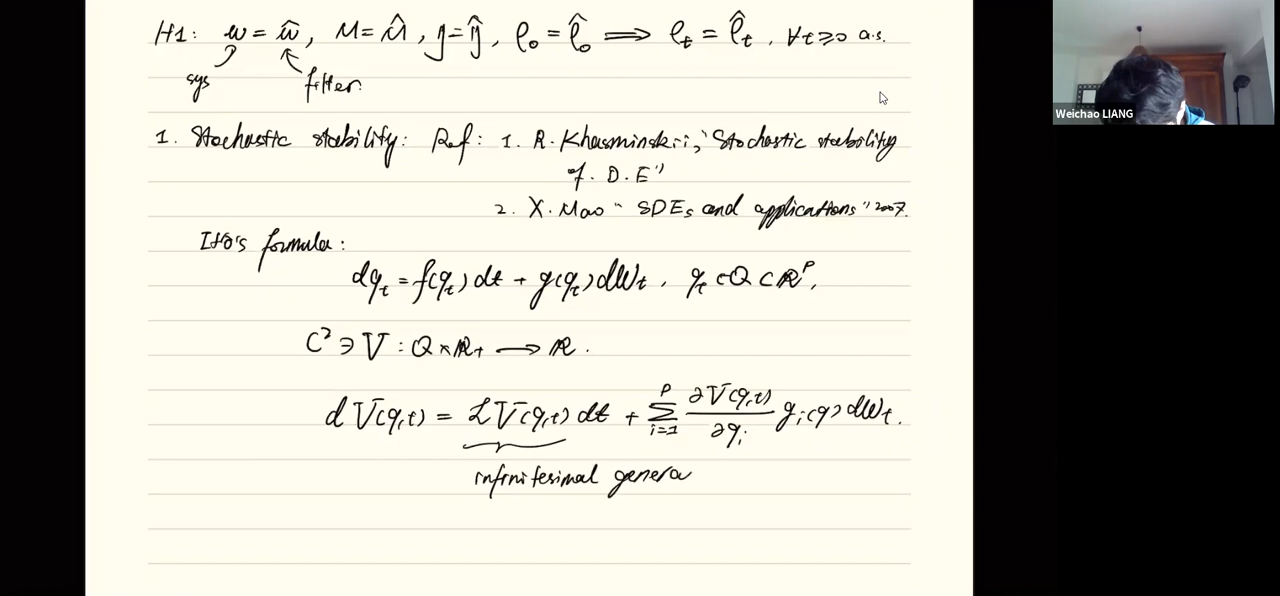 H1: ω = ω̂, M = M̂, η = η̂, ρ₀ = ρ̂₀ ⟹ ρₜ = ρ̂ₜ, ∀t≥0 a.s.
sys filter
1. Stochastic stability: Ref: 1. R. Khasminskii, "Stochastic stability
of D.E"
2. X. Mao "SDEs and applications" 2007.
Itô's formula:
dqₜ = f(qₜ)dt + g(qₜ)dWₜ, qₜ ∈ Q ⊂ ℝᵖ,
C² ∋ V : Q × ℝ₊ ⟶ ℝ.
dV(q,t) = ℒV(q,t)dt + ∑ᵢ₌₁ᵖ ∂V(q,t)/∂qᵢ gᵢ(q)dWₜ.
infinitesimal genera
Weichao LIANG